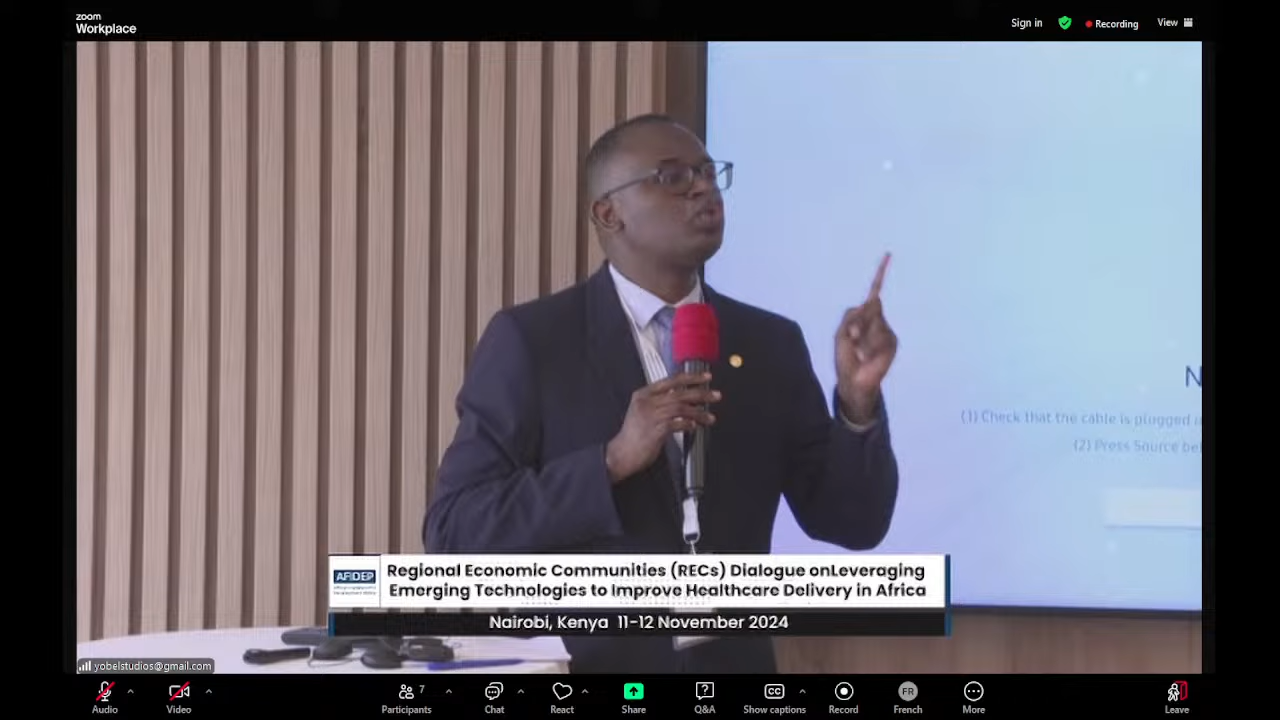 zoom
Workplace
Sign in
Recording
View
N
(1) Check that the cable is plugged
(2) Press Source
AFIDEP
Regional Economic Communities (RECs) Dialogue onLeveraging
Emerging Technologies to Improve Healthcare Delivery in Africa
Nairobi, Kenya 11-12 November 2024
yobelstudios@gmail.com
7
CC
FR
Audio
Video
Participants
Chat
React
Share
Q&A
Show captions
Record
French
More
Leave